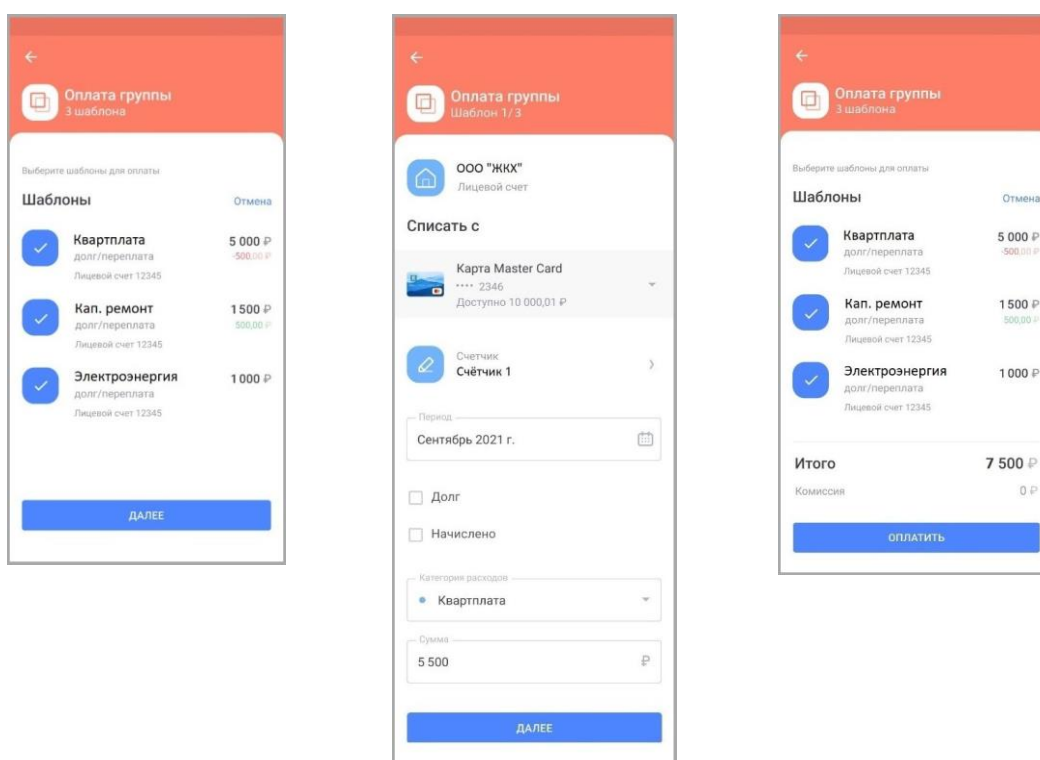 Оплата группы
3 шаблона
Выберите шаблоны для оплаты
Шаблоны
Отмена
Квартплата
5 000 ₽
долг/переплата
-500,00 ₽
Лицевой счет 12345
Кап. ремонт
1 500 ₽
долг/переплата
500,00 ₽
Лицевой счет 12345
Электроэнергия
1 000 ₽
долг/переплата
Лицевой счет 12345
ДАЛЕЕ
Оплата группы
Шаблон 1/3
ООО "ЖКХ"
Лицевой счет
Списать с
Карта Master Card
•••• 2346
Доступно 10 000,01 ₽
Счетчик
Счётчик 1
Период
Сентябрь 2021 г.
Долг
Начислено
Категория расходов
Квартплата
Сумма
5 500 ₽
ДАЛЕЕ
Оплата группы
3 шаблона
Выберите шаблоны для оплаты
Шаблоны
Отмена
Квартплата
5 000 ₽
долг/переплата
-500,00 ₽
Лицевой счет 12345
Кап. ремонт
1 500 ₽
долг/переплата
500,00 ₽
Лицевой счет 12345
Электроэнергия
1 000 ₽
долг/переплата
Лицевой счет 12345
Итого
7 500 ₽
Комиссия
0 ₽
ОПЛАТИТЬ